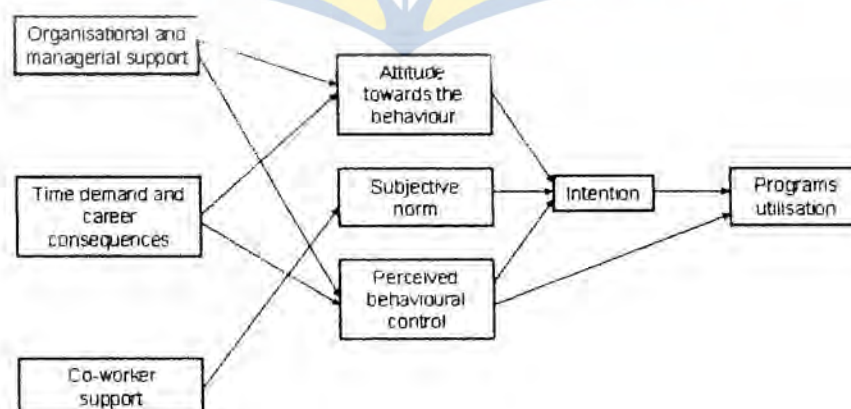 Organisational and
managerial support
Attitude
towards the
behaviour
Time demand and
career
consequences
Subjective
norm
Intention
Programs
utilisation
Perceived
behavioural
control
Co-worker
support